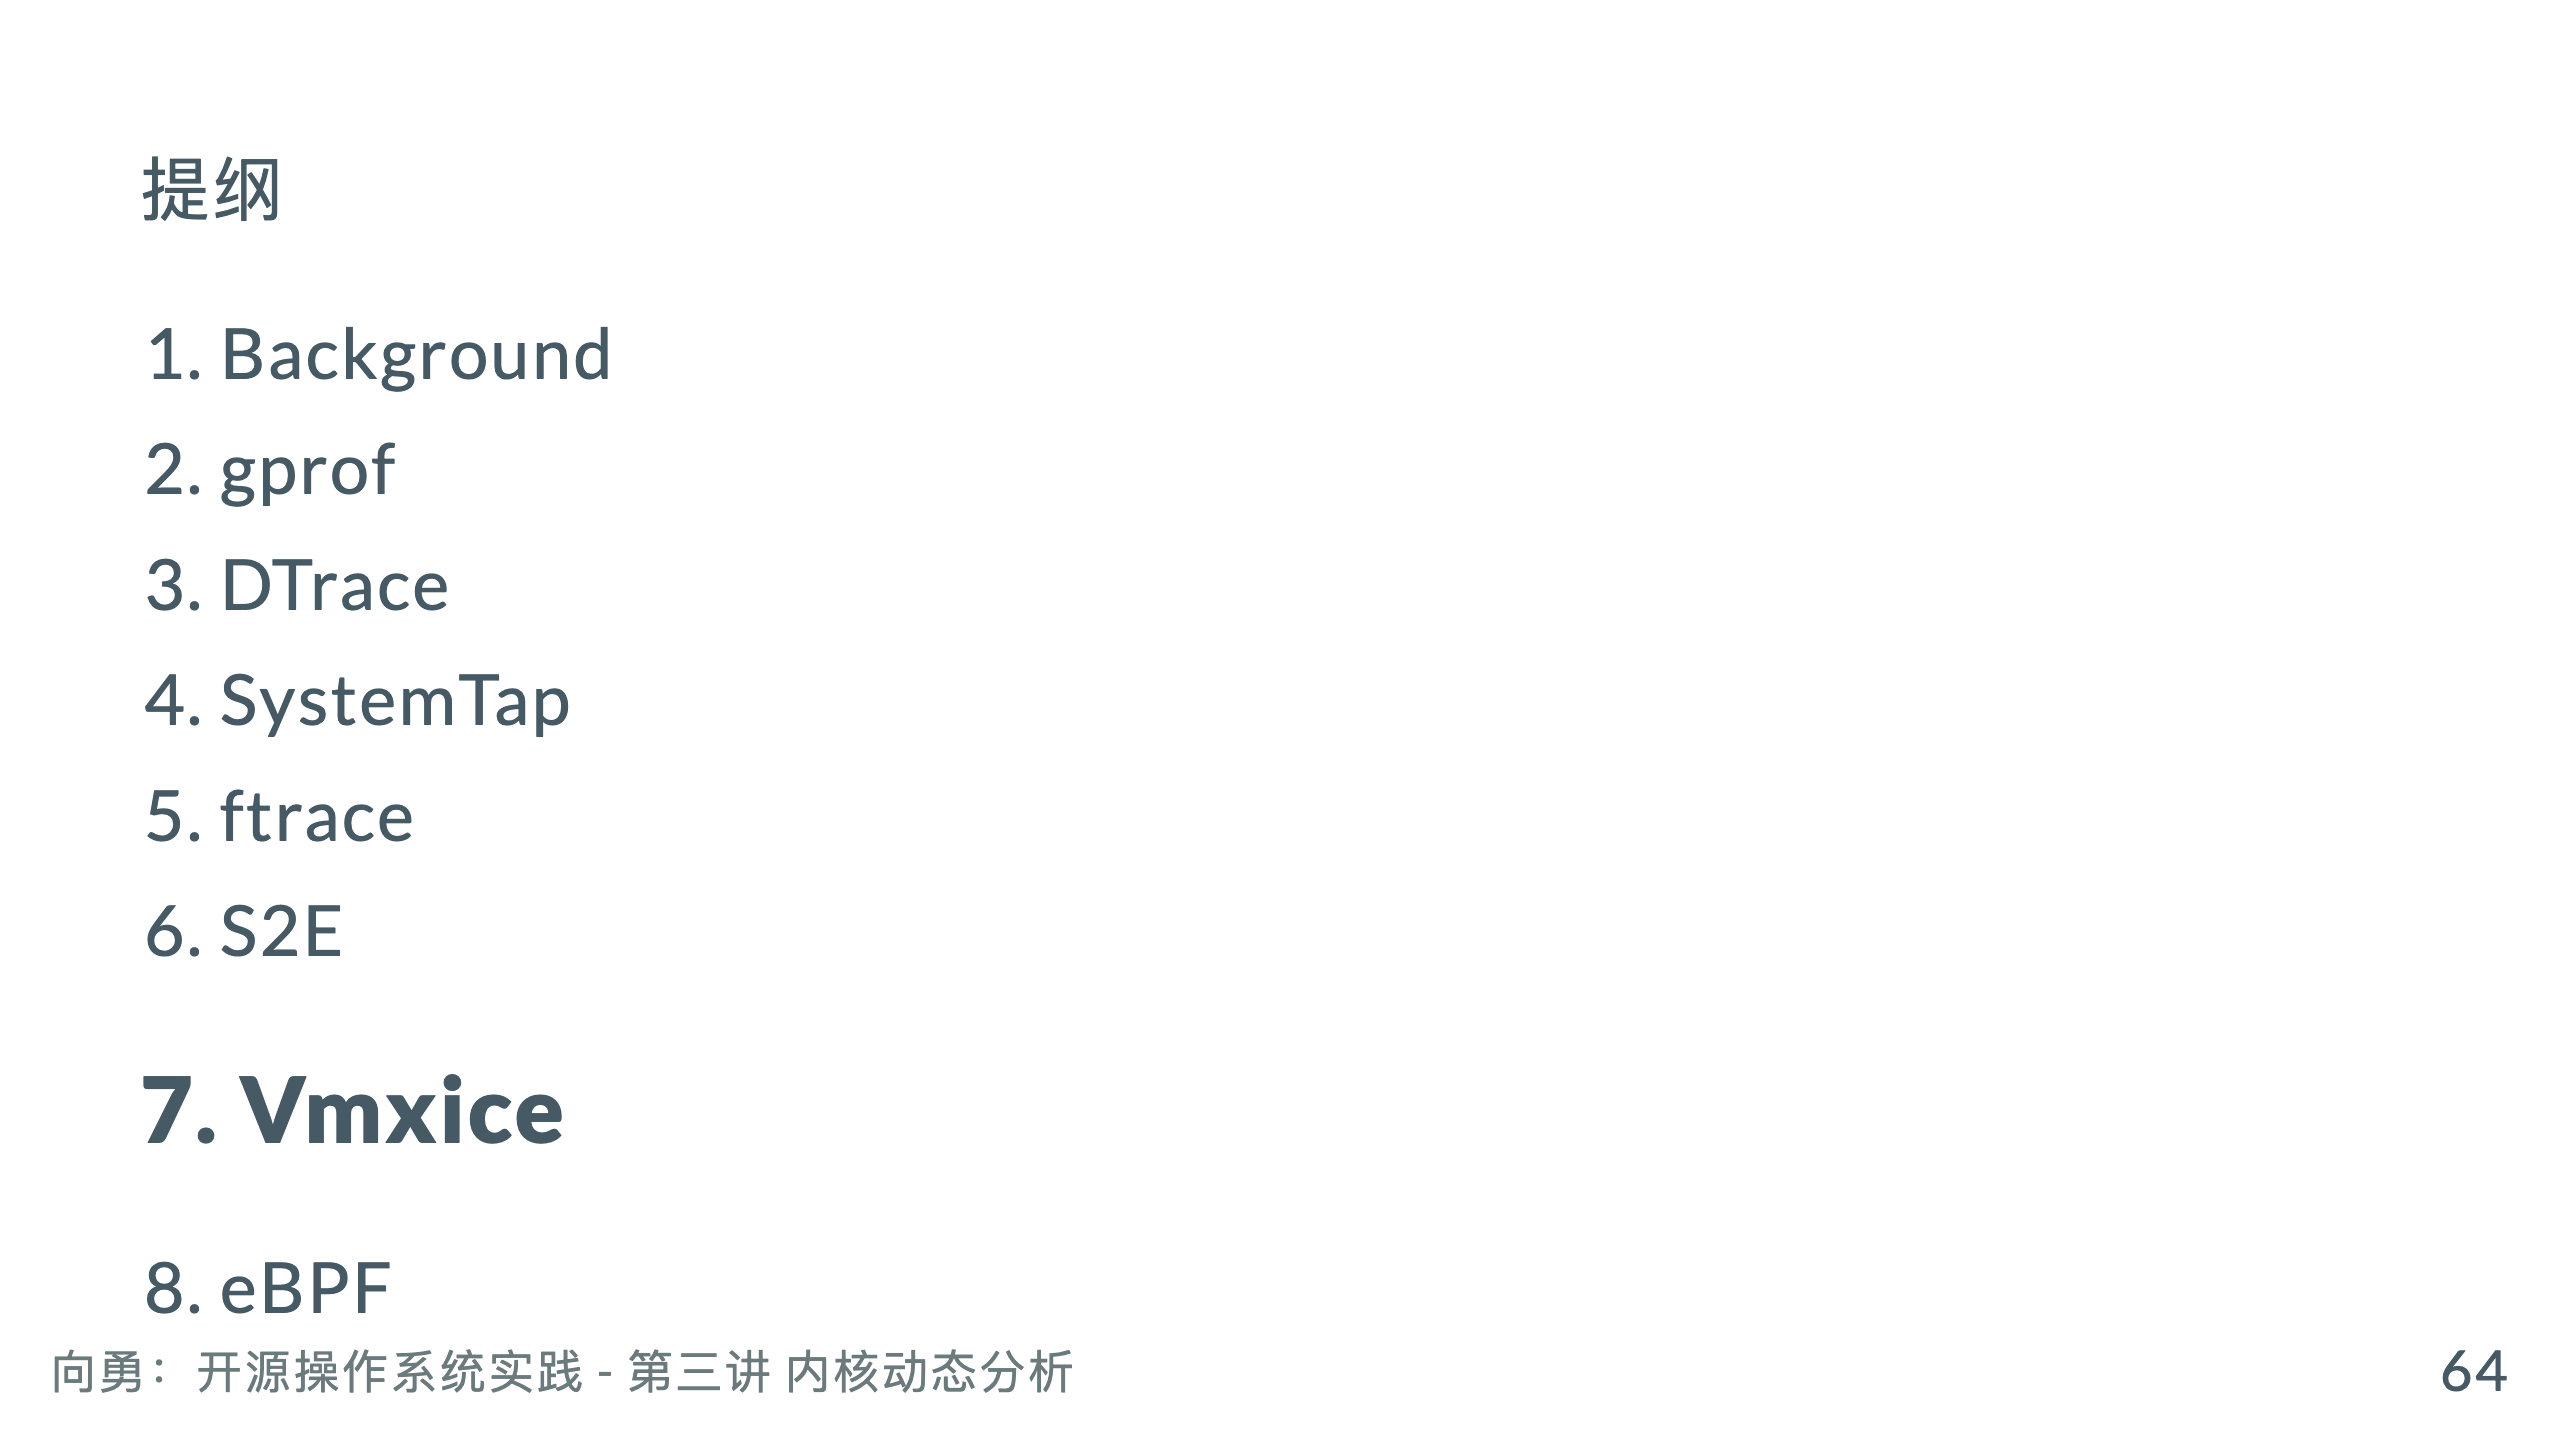 提纲
1. Background
2. gprof
3. DTrace
4. SystemTap
5. ftrace
6. S2E
7. Vmxice
8. eBPF
向勇：开源操作系统实践 - 第三讲 内核动态分析
64